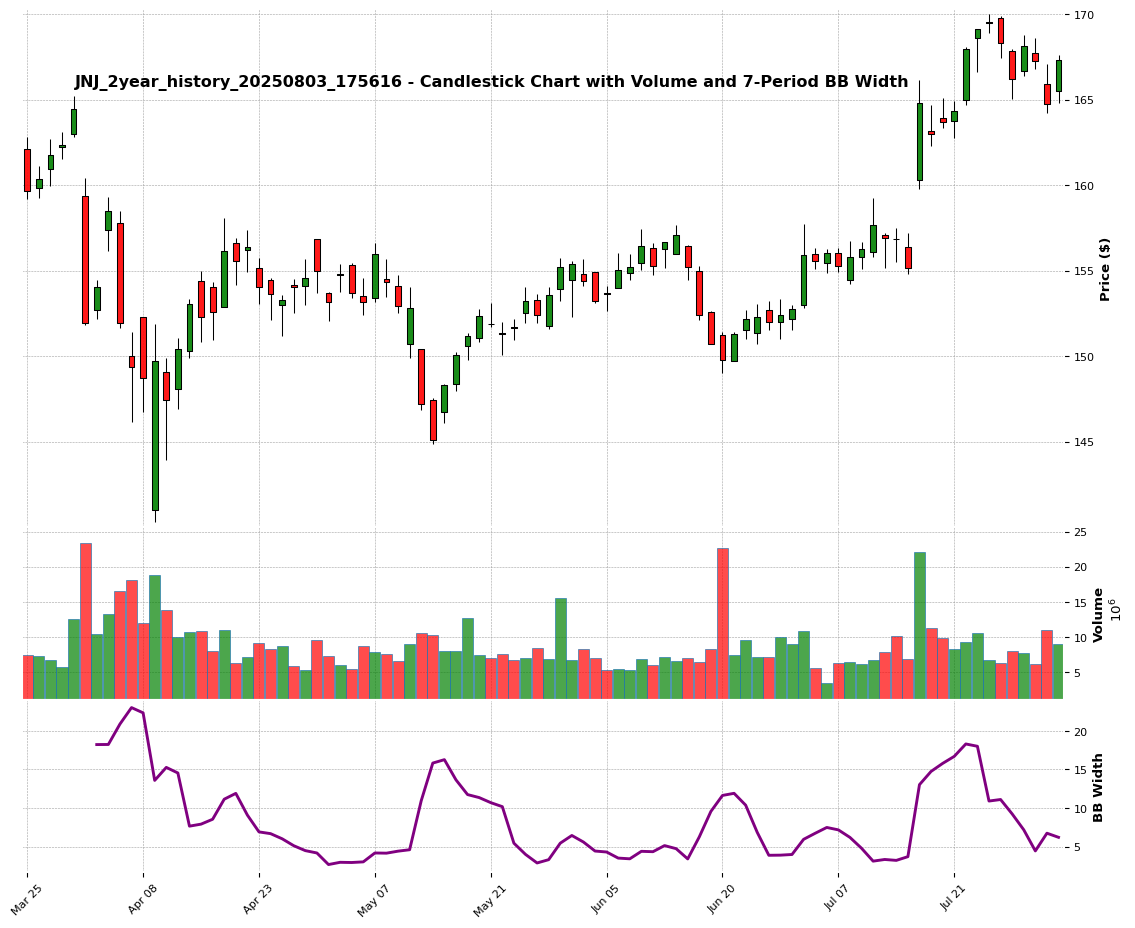 JNJ_2year_history_20250803_175616 - Candlestick Chart with Volume and 7-Period BB Width
170
165
160
155
150
145
Price ($)
25
20
15
10
5
Volume
10^6
20
15
10
5
BB Width
Mar 25
Apr 08
Apr 23
May 07
May 21
Jun 05
Jun 20
Jul 07
Jul 21